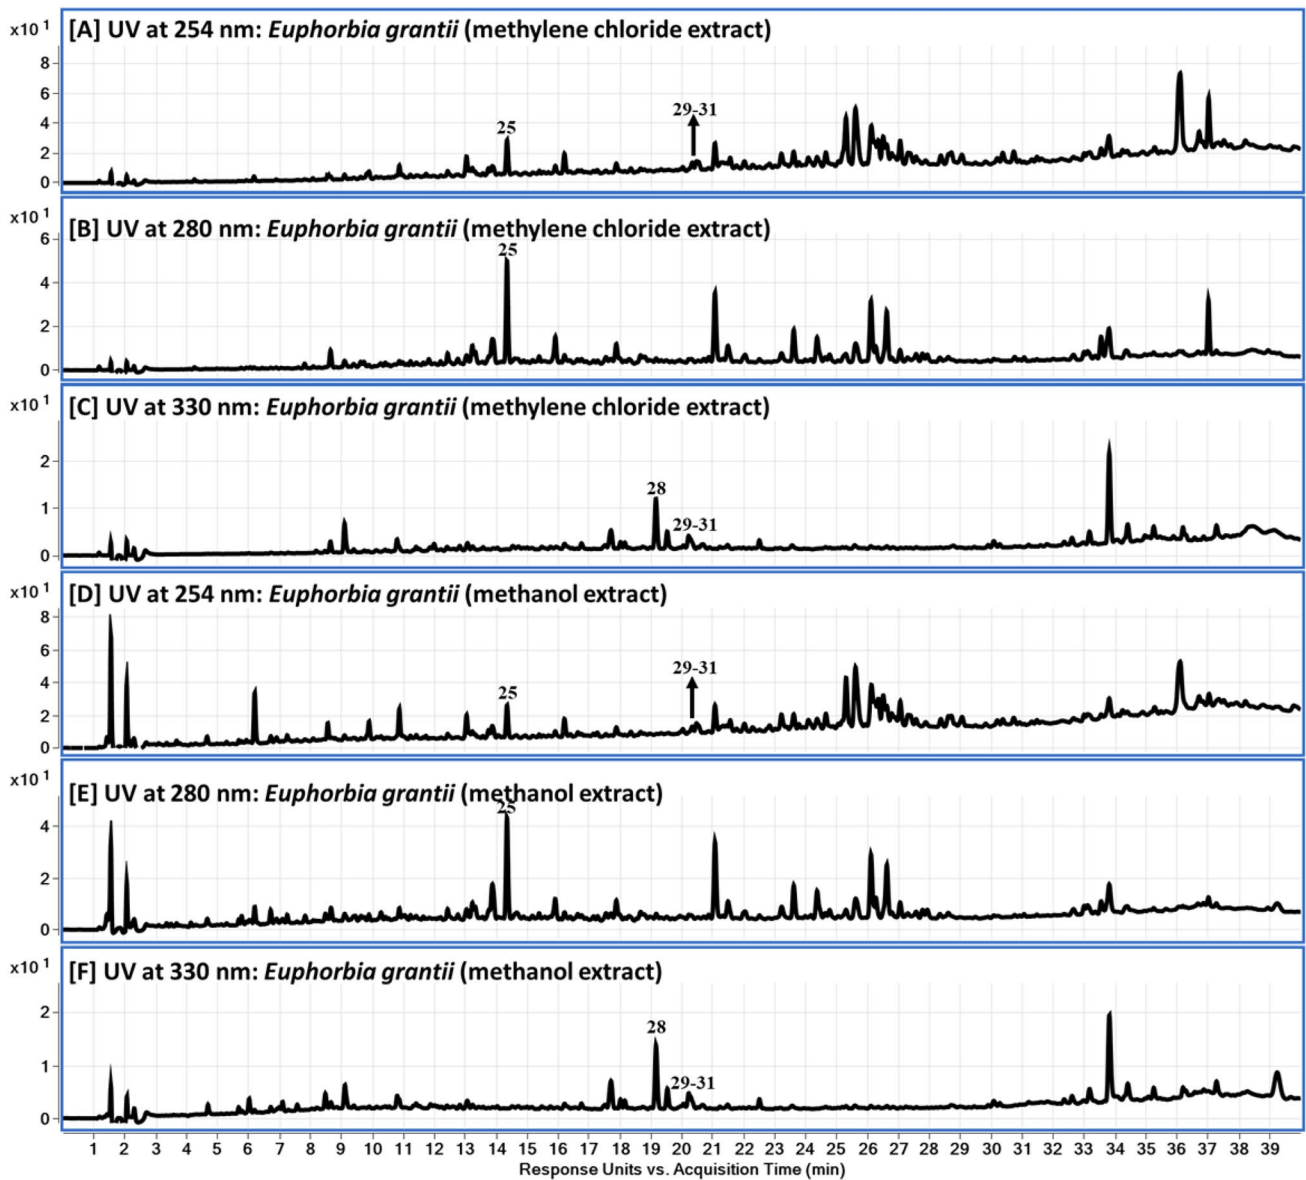 x10 1
[A] UV at 254 nm: Euphorbia grantii (methylene chloride extract)
8
6
4
2
0
25
29-31
x10 1
[B] UV at 280 nm: Euphorbia grantii (methylene chloride extract)
6
4
2
0
25
x10 1
[C] UV at 330 nm: Euphorbia grantii (methylene chloride extract)
2
1
0
28
29-31
x10 1
[D] UV at 254 nm: Euphorbia grantii (methanol extract)
8
6
4
2
0
25
29-31
x10 1
[E] UV at 280 nm: Euphorbia grantii (methanol extract)
4
2
0
25
x10 1
[F] UV at 330 nm: Euphorbia grantii (methanol extract)
2
1
0
28
29-31
1 2 3 4 5 6 7 8 9 10 11 12 13 14 15 16 17 18 19 20 21 22 23 24 25 26 27 28 29 30 31 32 33 34 35 36 37 38 39
Response Units vs. Acquisition Time (min)